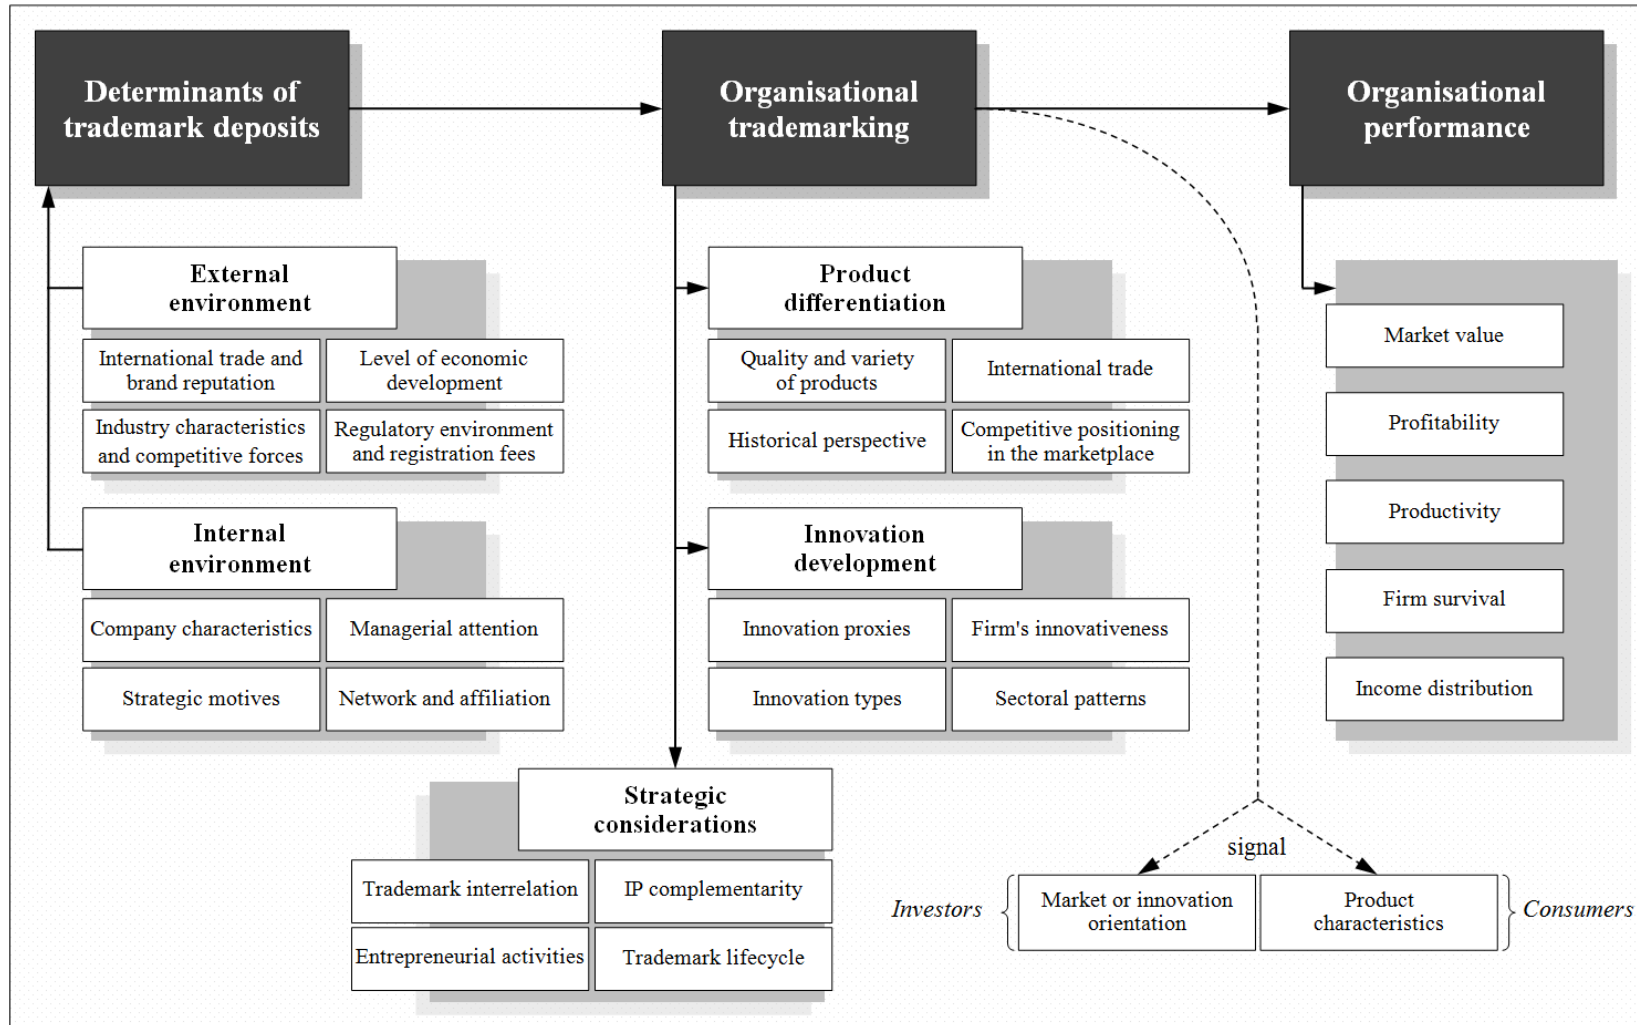 Determinants of
trademark deposits
Organisational
trademarking
Organisational
performance
External
environment
International trade and
brand reputation
Level of economic
development
Industry characteristics
and competitive forces
Regulatory environment
and registration fees
Internal
environment
Company characteristics
Managerial attention
Strategic motives
Network and affiliation
Product
differentiation
Quality and variety
of products
International trade
Historical perspective
Competitive positioning
in the marketplace
Innovation
development
Innovation proxies
Firm's innovativeness
Innovation types
Sectoral patterns
Strategic
considerations
Trademark interrelation
IP complementarity
Entrepreneurial activities
Trademark lifecycle
Market value
Profitability
Productivity
Firm survival
Income distribution
signal
Investors
Market or innovation
orientation
Product
characteristics
Consumers